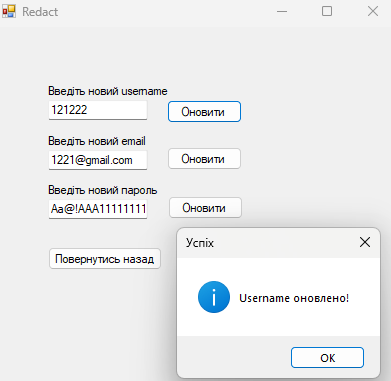 Redact
Введіть новий username
121222
Оновити
Введіть новий email
1221@gmail.com
Оновити
Введіть новий пароль
Aa@!AAA11111111
Оновити
Повернутись назад
Успіх
Username оновлено!
OK